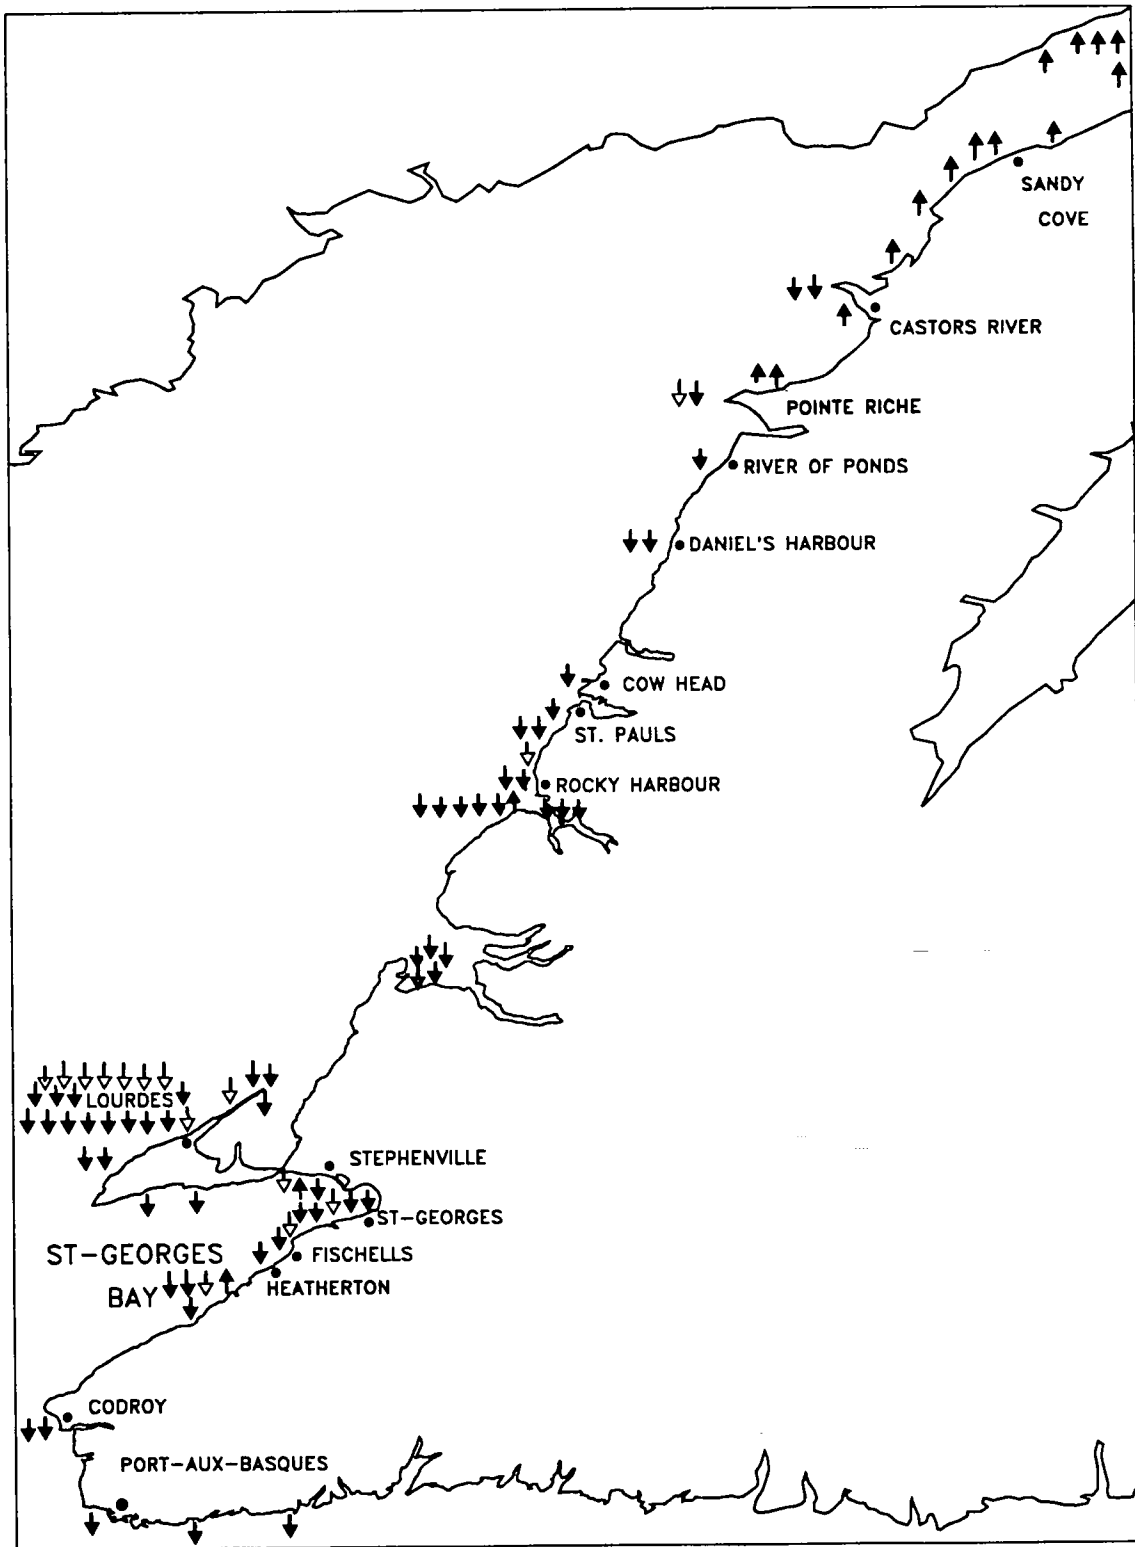 SANDY
COVE
CASTORS RIVER
POINTE RICHE
RIVER OF PONDS
DANIEL'S HARBOUR
COW HEAD
ST. PAULS
ROCKY HARBOUR
LOURDES
STEPHENVILLE
ST-GEORGES
ST-GEORGES
BAY
FISCHELLS
HEATHERTON
CODROY
PORT-AUX-BASQUES